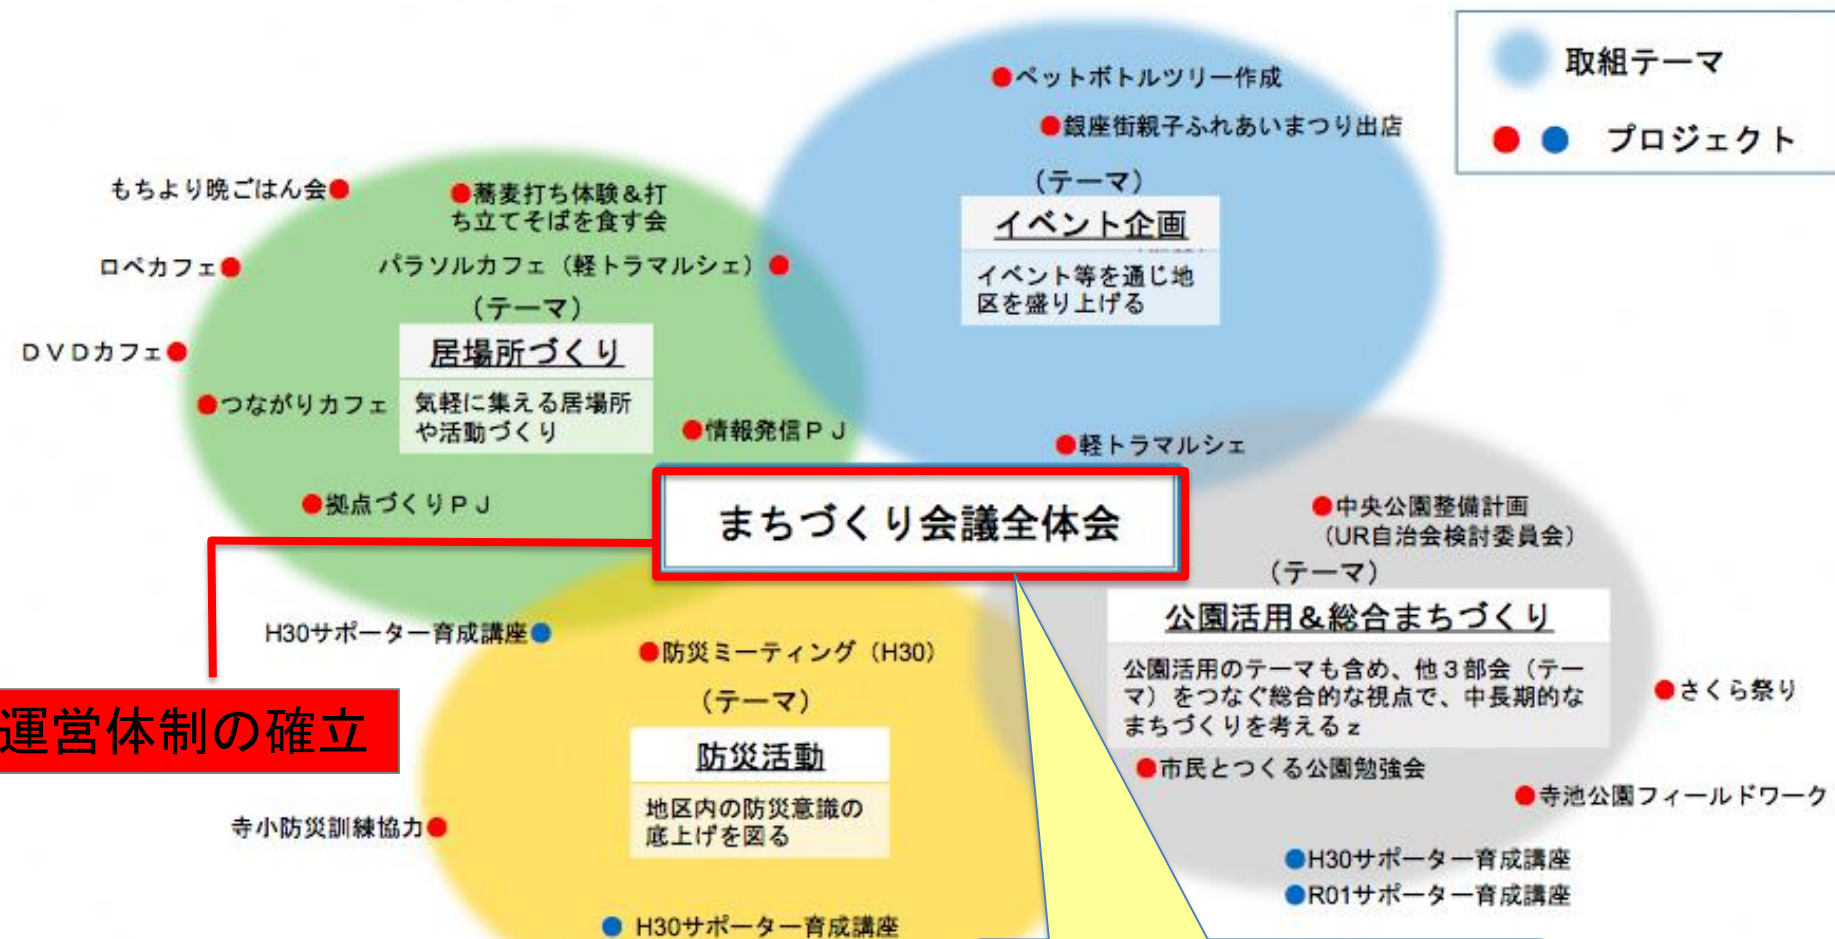 取組テーマ
プロジェクト
ペットボトルツリー作成
銀座街親子ふれあいまつり出店
(テーマ)
イベント企画
イベント等を通じ地
区を盛り上げる
もちより晩ごはん会
蕎麦打ち体験＆打
ち立てそばを食す会
ロペカフェ
パラソルカフェ（軽トラマルシェ）
(テーマ)
DVDカフェ
居場所づくり
つながりカフェ
気軽に集える居場所
や活動づくり
情報発信PJ
軽トラマルシェ
拠点づくりPJ
まちづくり会議全体会
中央公園整備計画
（UR自治会検討委員会）
(テーマ)
公園活用＆総合まちづくり
公園活用のテーマも含め、他３部会（テー
マ）をつなぐ総合的な視点で、中長期的な
まちづくりを考えるz
H30サポーター育成講座
防災ミーティング（H30）
(テーマ)
運営体制の確立
防災活動
地区内の防災意識の
底上げを図る
さくら祭り
市民とつくる公園勉強会
寺池公園フィールドワーク
寺小防災訓練協力
H30サポーター育成講座
R01サポーター育成講座
H30サポーター育成講座